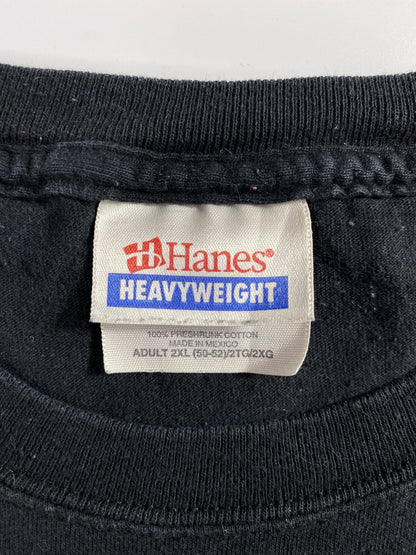 Hanes®
HEAVYWEIGHT
100% PRESHRUNK COTTON
MADE IN MEXICO
ADULT 2XL (50-52)/2TG/2XG